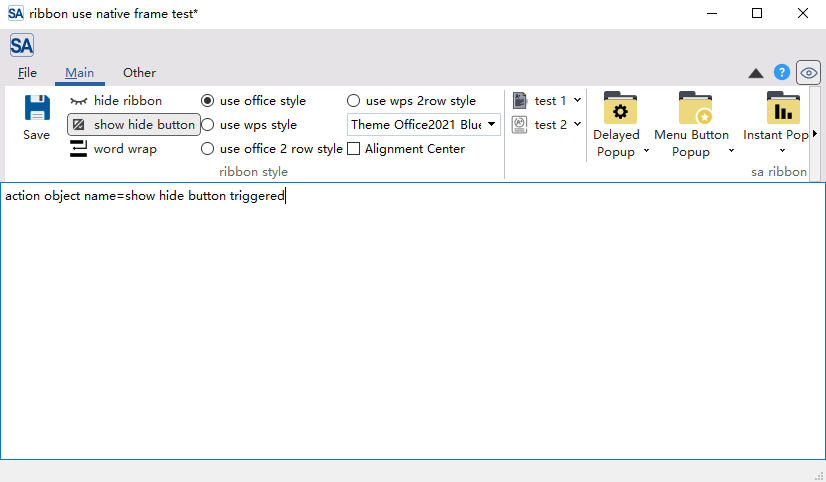 SA ribbon use native frame test*
SA
File Main Other ?
Save
hide ribbon
show hide button
word wrap
use office style
use wps style
use office 2 row style
use wps 2row style
Theme Office2021 Blue
Alignment Center
ribbon style
test 1
test 2
Delayed
Popup
Menu Button
Popup
Instant Pop
sa ribbon
action object name=show hide button triggered